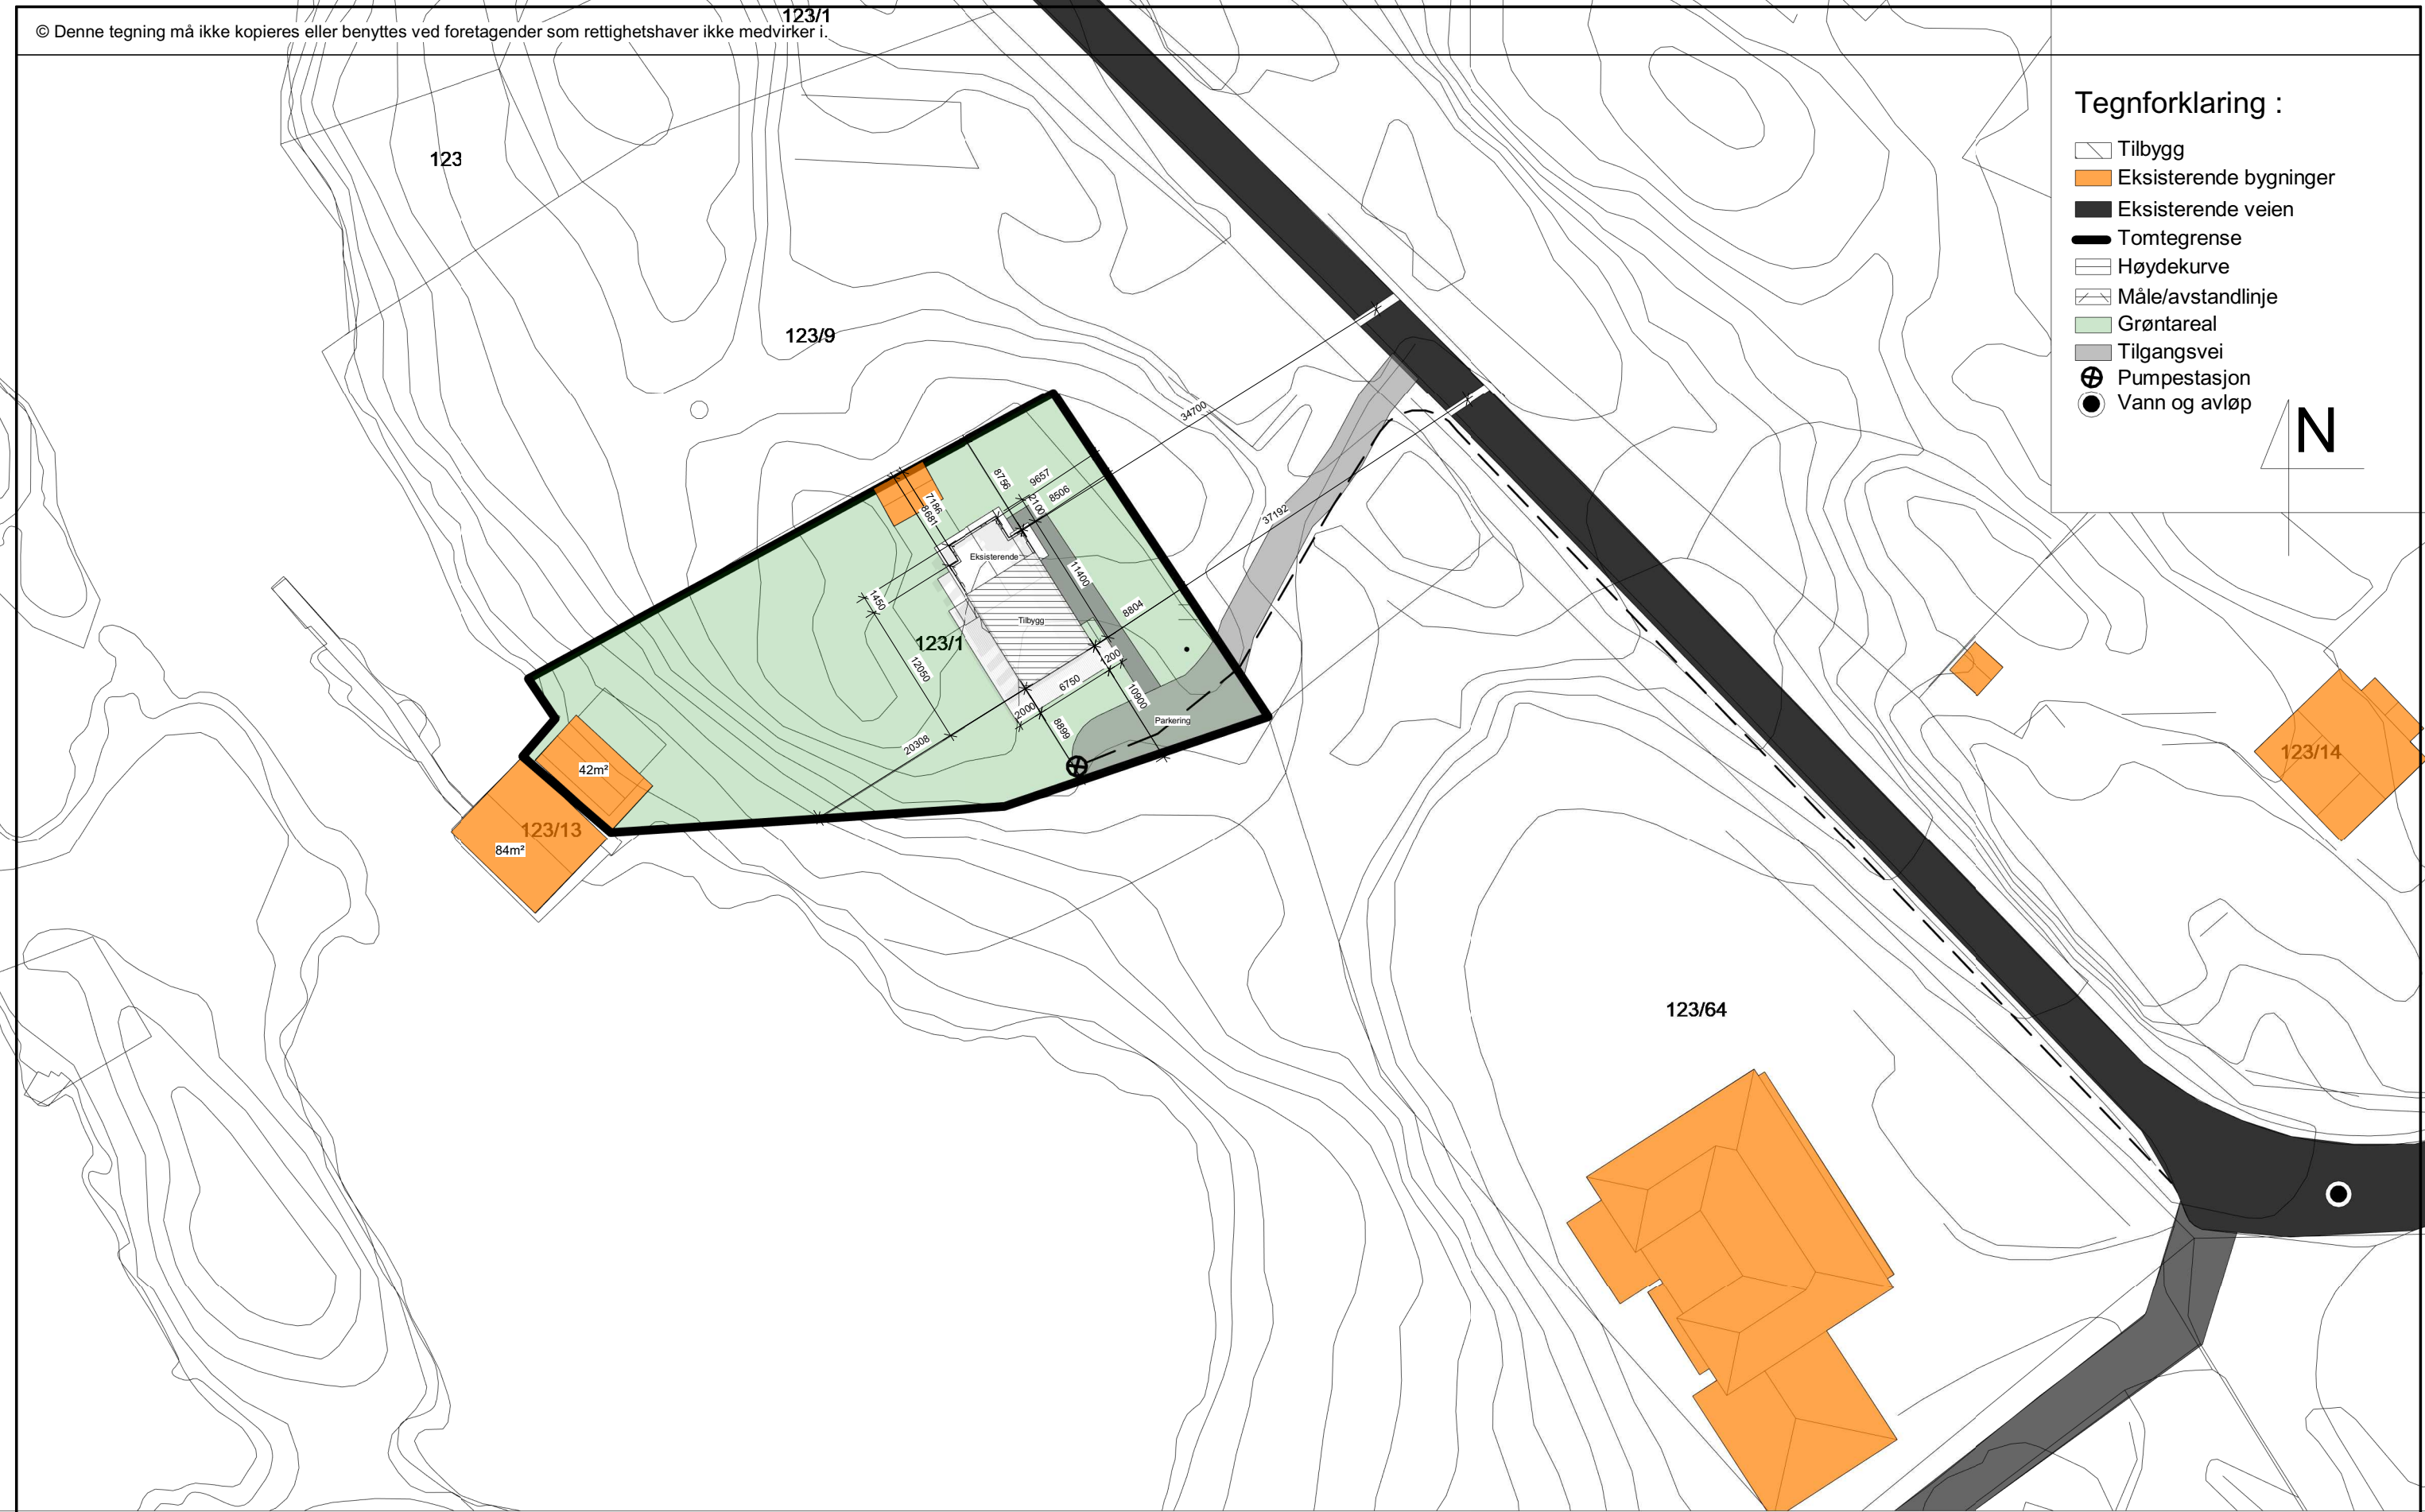 123/1
© Denne tegning må ikke kopieres eller benyttes ved foretagender som rettighetshaver ikke medvirker i.
Tegnforklaring :
Tilbygg
Eksisterende bygninger
Eksisterende veien
Tomtegrense
Høydekurve
Måle/avstandlinje
Grøntareal
Tilgangsvei
Pumpestasjon
Vann og avløp
N
123
123/9
34700
8756
9657
8506
2100
7186
8681
37192
Eksisterende
11400
1450
8804
Tilbygg
123/1
12050
1200
6750
10900
2000
8899
Parkering
20308
42m²
123/13
84m²
123/14
123/64